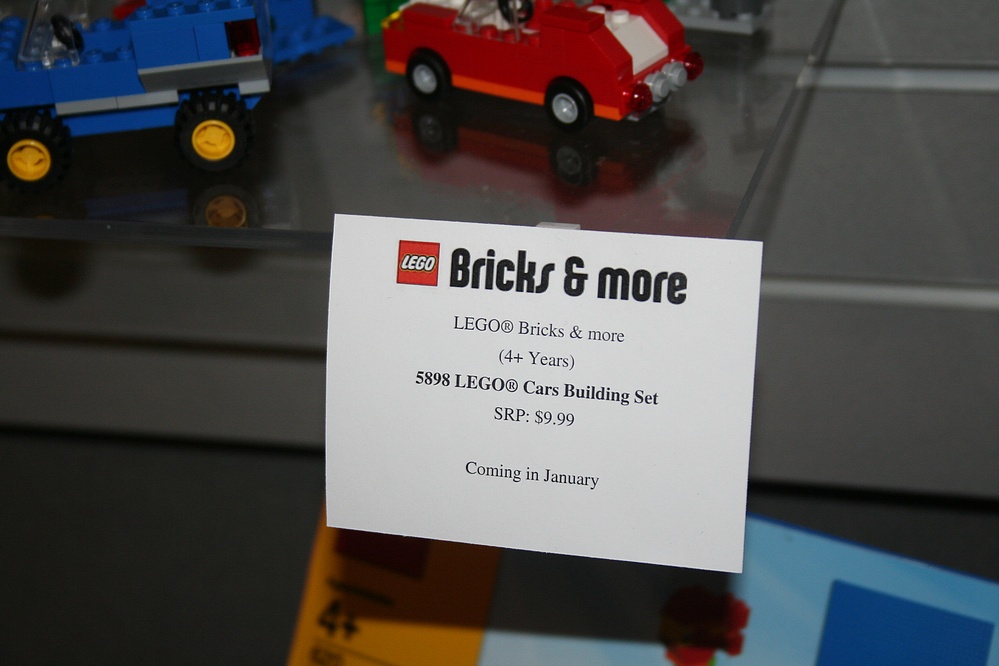 LEGO Bricks & more
LEGO® Bricks & more
(4+ Years)
5898 LEGO® Cars Building Set
SRP: $9.99
Coming in January
4+